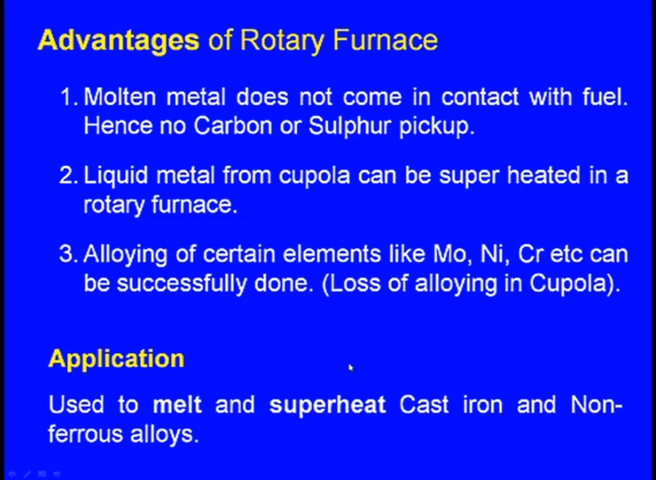 Advantages of Rotary Furnace
1. Molten metal does not come in contact with fuel.
Hence no Carbon or Sulphur pickup.
2. Liquid metal from cupola can be super heated in a
rotary furnace.
3. Alloying of certain elements like Mo, Ni, Cr etc can
be successfully done. (Loss of alloying in Cupola).
Application
Used to melt and superheat Cast iron and Non-
ferrous alloys.